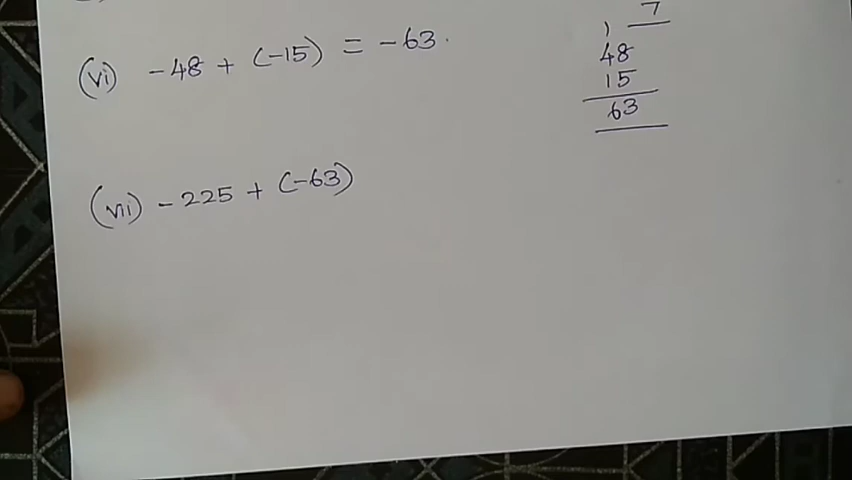 7
(vi) -48 + (-15) = -63.
1
48
15
63
(vii) -225 + (-63)